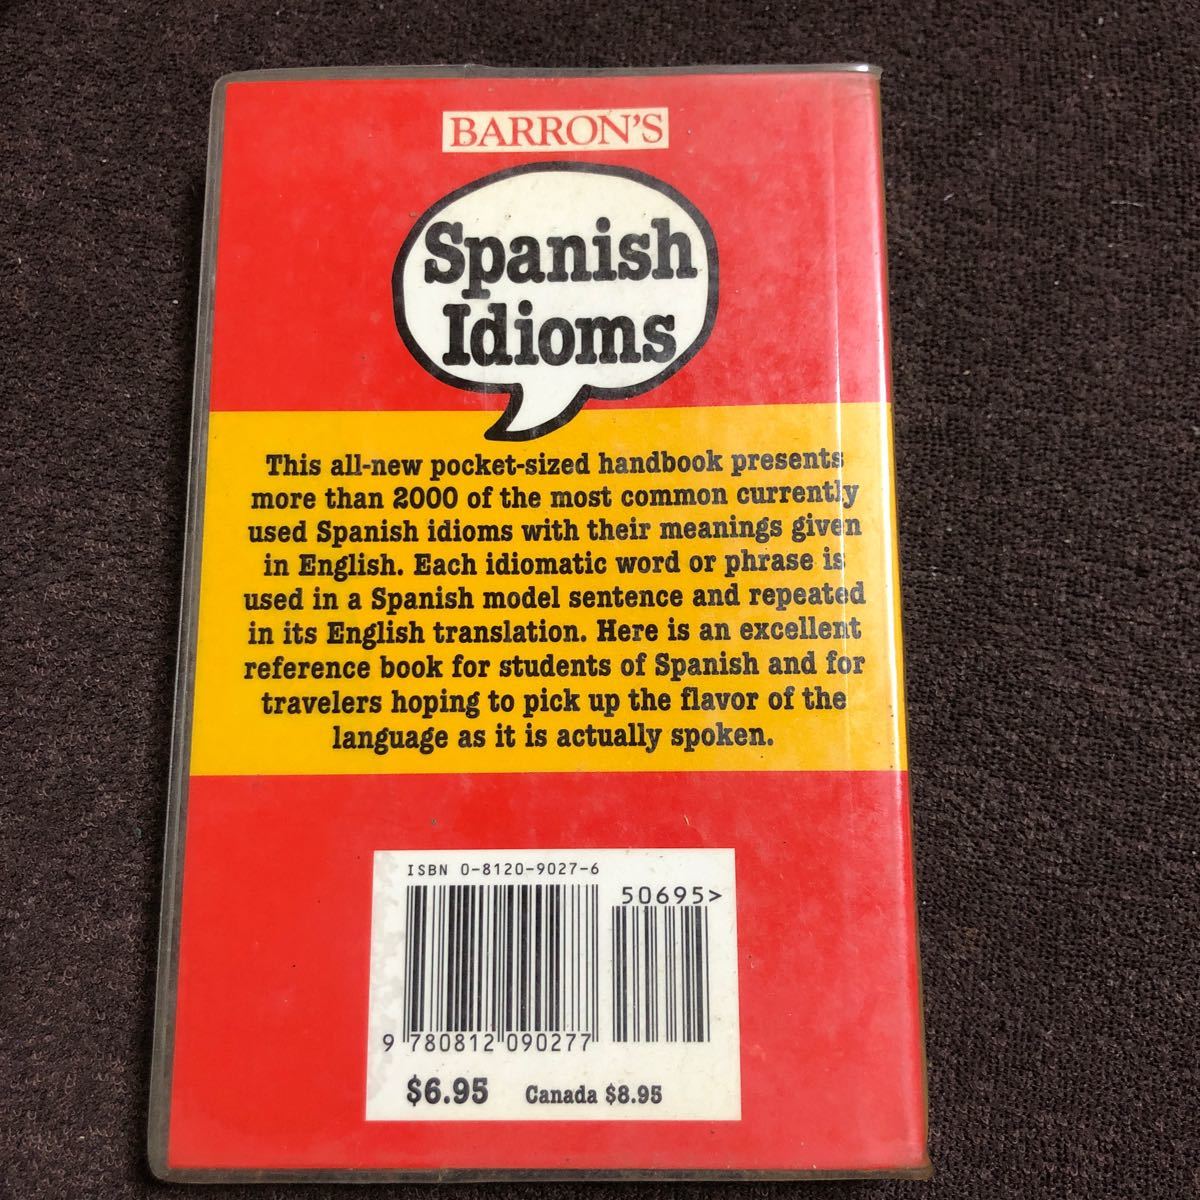 BARRON'S
Spanish
Idioms
This all-new pocket-sized handbook presents
more than 2000 of the most common currently
used Spanish idioms with their meanings given
in English. Each idiomatic word or phrase is
used in a Spanish model sentence and repeated
in its English translation. Here is an excellent
reference book for students of Spanish and for
travelers hoping to pick up the flavor of the
language as it is actually spoken.
ISBN 0-8120-9027-6
50695>
9 780812 090277
$6.95 Canada $8.95